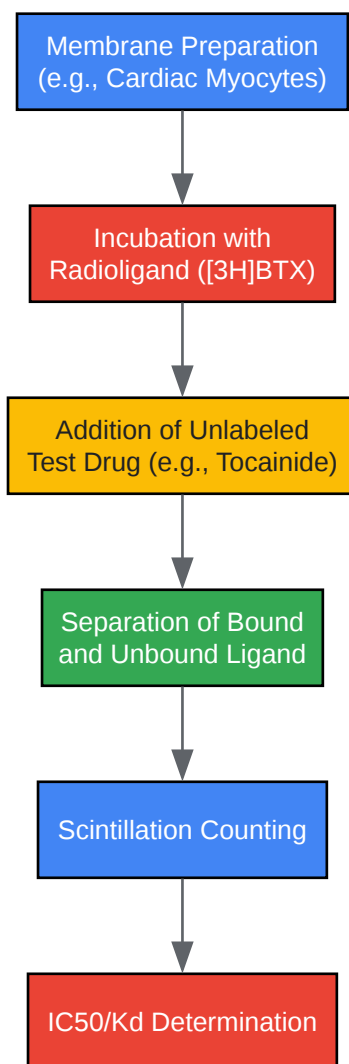 Membrane Preparation
(e.g., Cardiac Myocytes)
Incubation with
Radioligand ([3H]BTX)
Addition of Unlabeled
Test Drug (e.g., Tocainide)
Separation of Bound
and Unbound Ligand
Scintillation Counting
IC50/Kd Determination